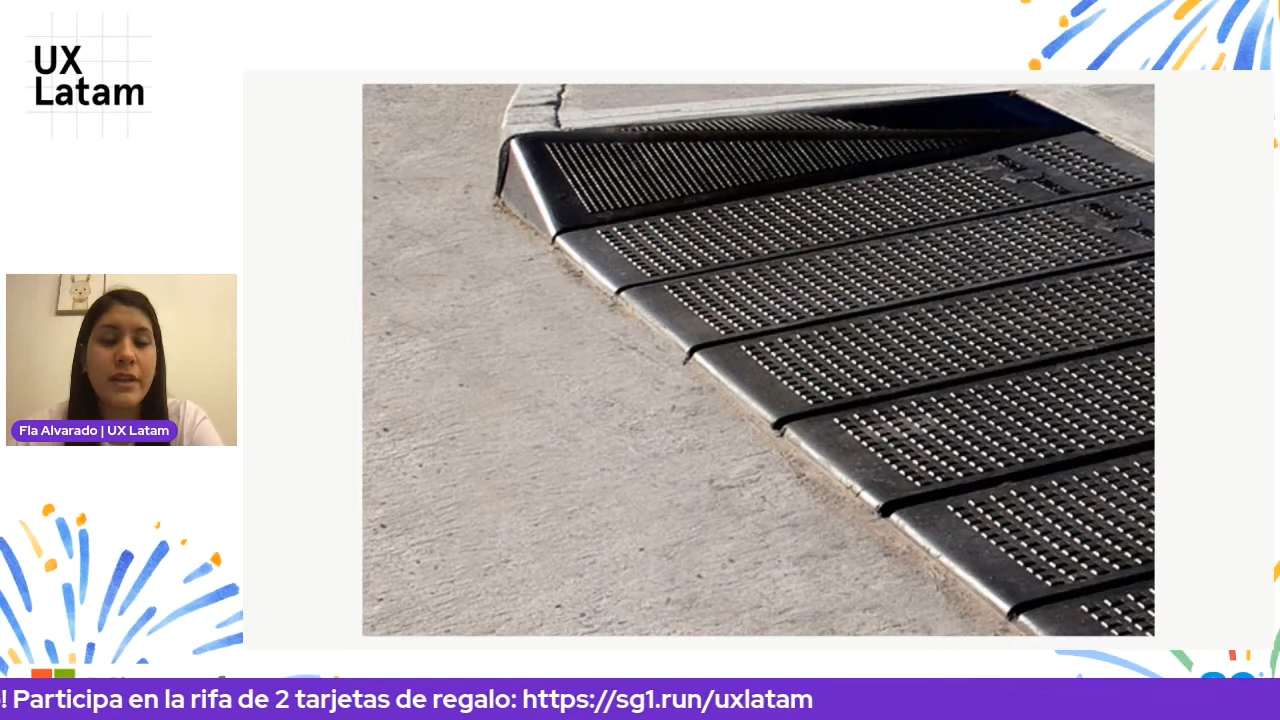 UX
Latam
Fla Alvarado | UX Latam
! Participa en la rifa de 2 tarjetas de regalo: https://sg1.run/uxlatam